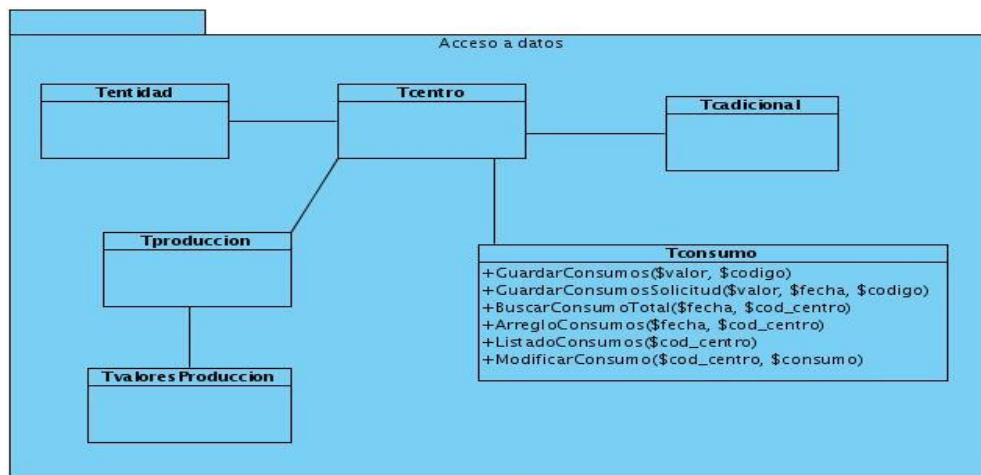 Acceso a datos
Tentidad
Tcentro
Tcadicional
Tproduccion
Tconsumo
+GuardarConsumos($valor, $codigo)
+GuardarConsumosSolicitud($valor, $fecha, $codigo)
+BuscarConsumoTotal($fecha, $cod_centro)
+ArregloConsumos($fecha, $cod_centro)
+ListadoConsumos($cod_centro)
+ModificarConsumo($cod_centro, $consumo)
TvaloresProduccion